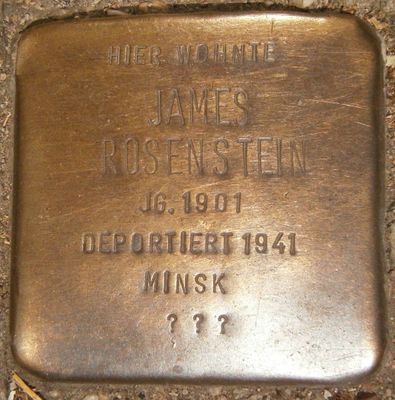 HIER WOHNTE
JAMES
ROSENSTEIN
JG. 1901
DEPORTIERT 1941
MINSK
? ? ?